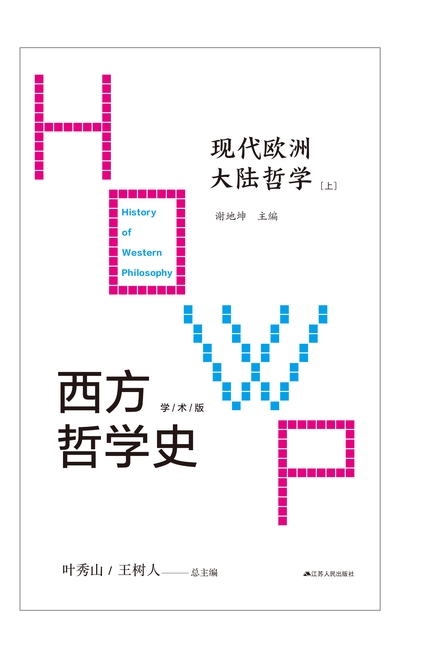 H
现代欧洲
大陆哲学［上］
谢地坤 主编
O
History
of
Western
Philosophy
W
西方 学/术/版
哲学史
P
叶秀山 / 王树人——总主编
江苏人民出版社